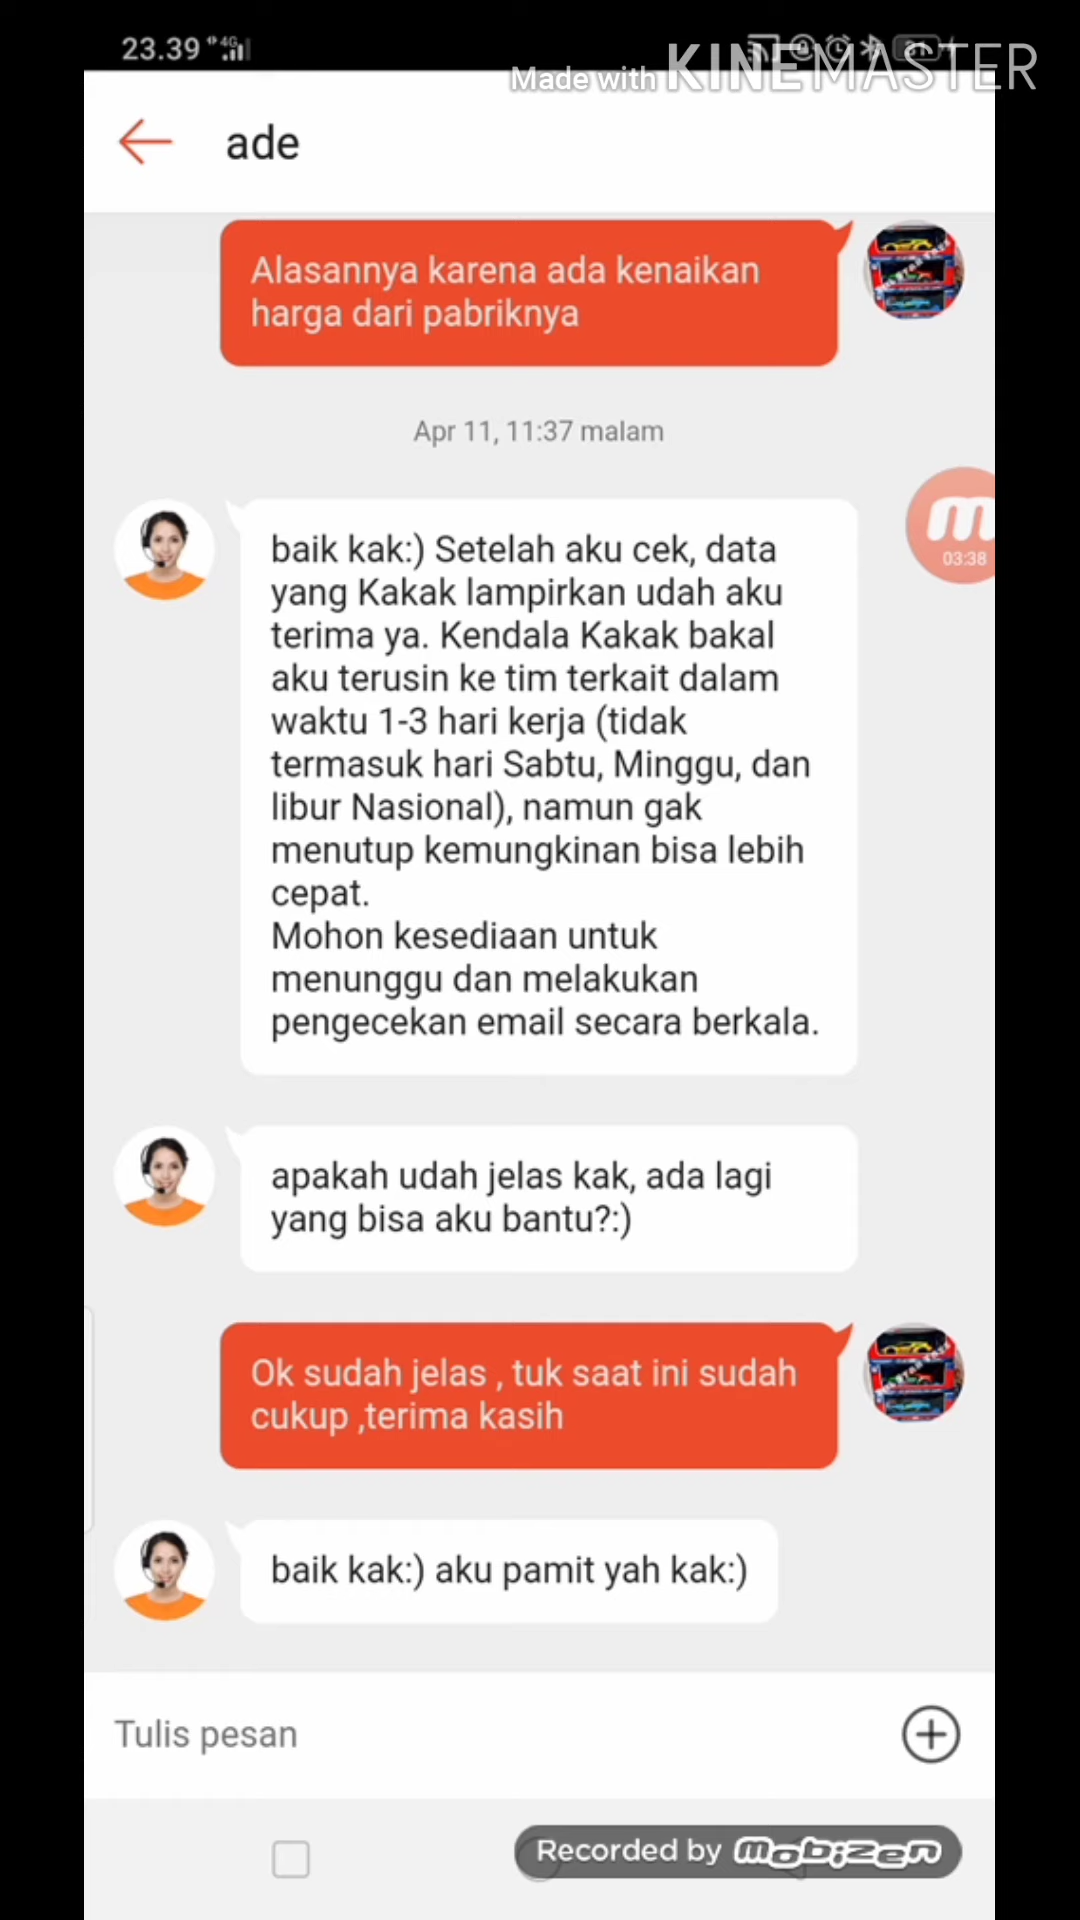 23.39
4G
Made with KINEMASTER
ade
Alasannya karena ada kenaikan
harga dari pabriknya
Apr 11, 11:37 malam
m
03:38
baik kak:) Setelah aku cek, data
yang Kakak lampirkan udah aku
terima ya. Kendala Kakak bakal
aku terusin ke tim terkait dalam
waktu 1-3 hari kerja (tidak
termasuk hari Sabtu, Minggu, dan
libur Nasional), namun gak
menutup kemungkinan bisa lebih
cepat.
Mohon kesediaan untuk
menunggu dan melakukan
pengecekan email secara berkala.
apakah udah jelas kak, ada lagi
yang bisa aku bantu?:)
Ok sudah jelas , tuk saat ini sudah
cukup ,terima kasih
baik kak:) aku pamit yah kak:)
Tulis pesan
Recorded by mobizen